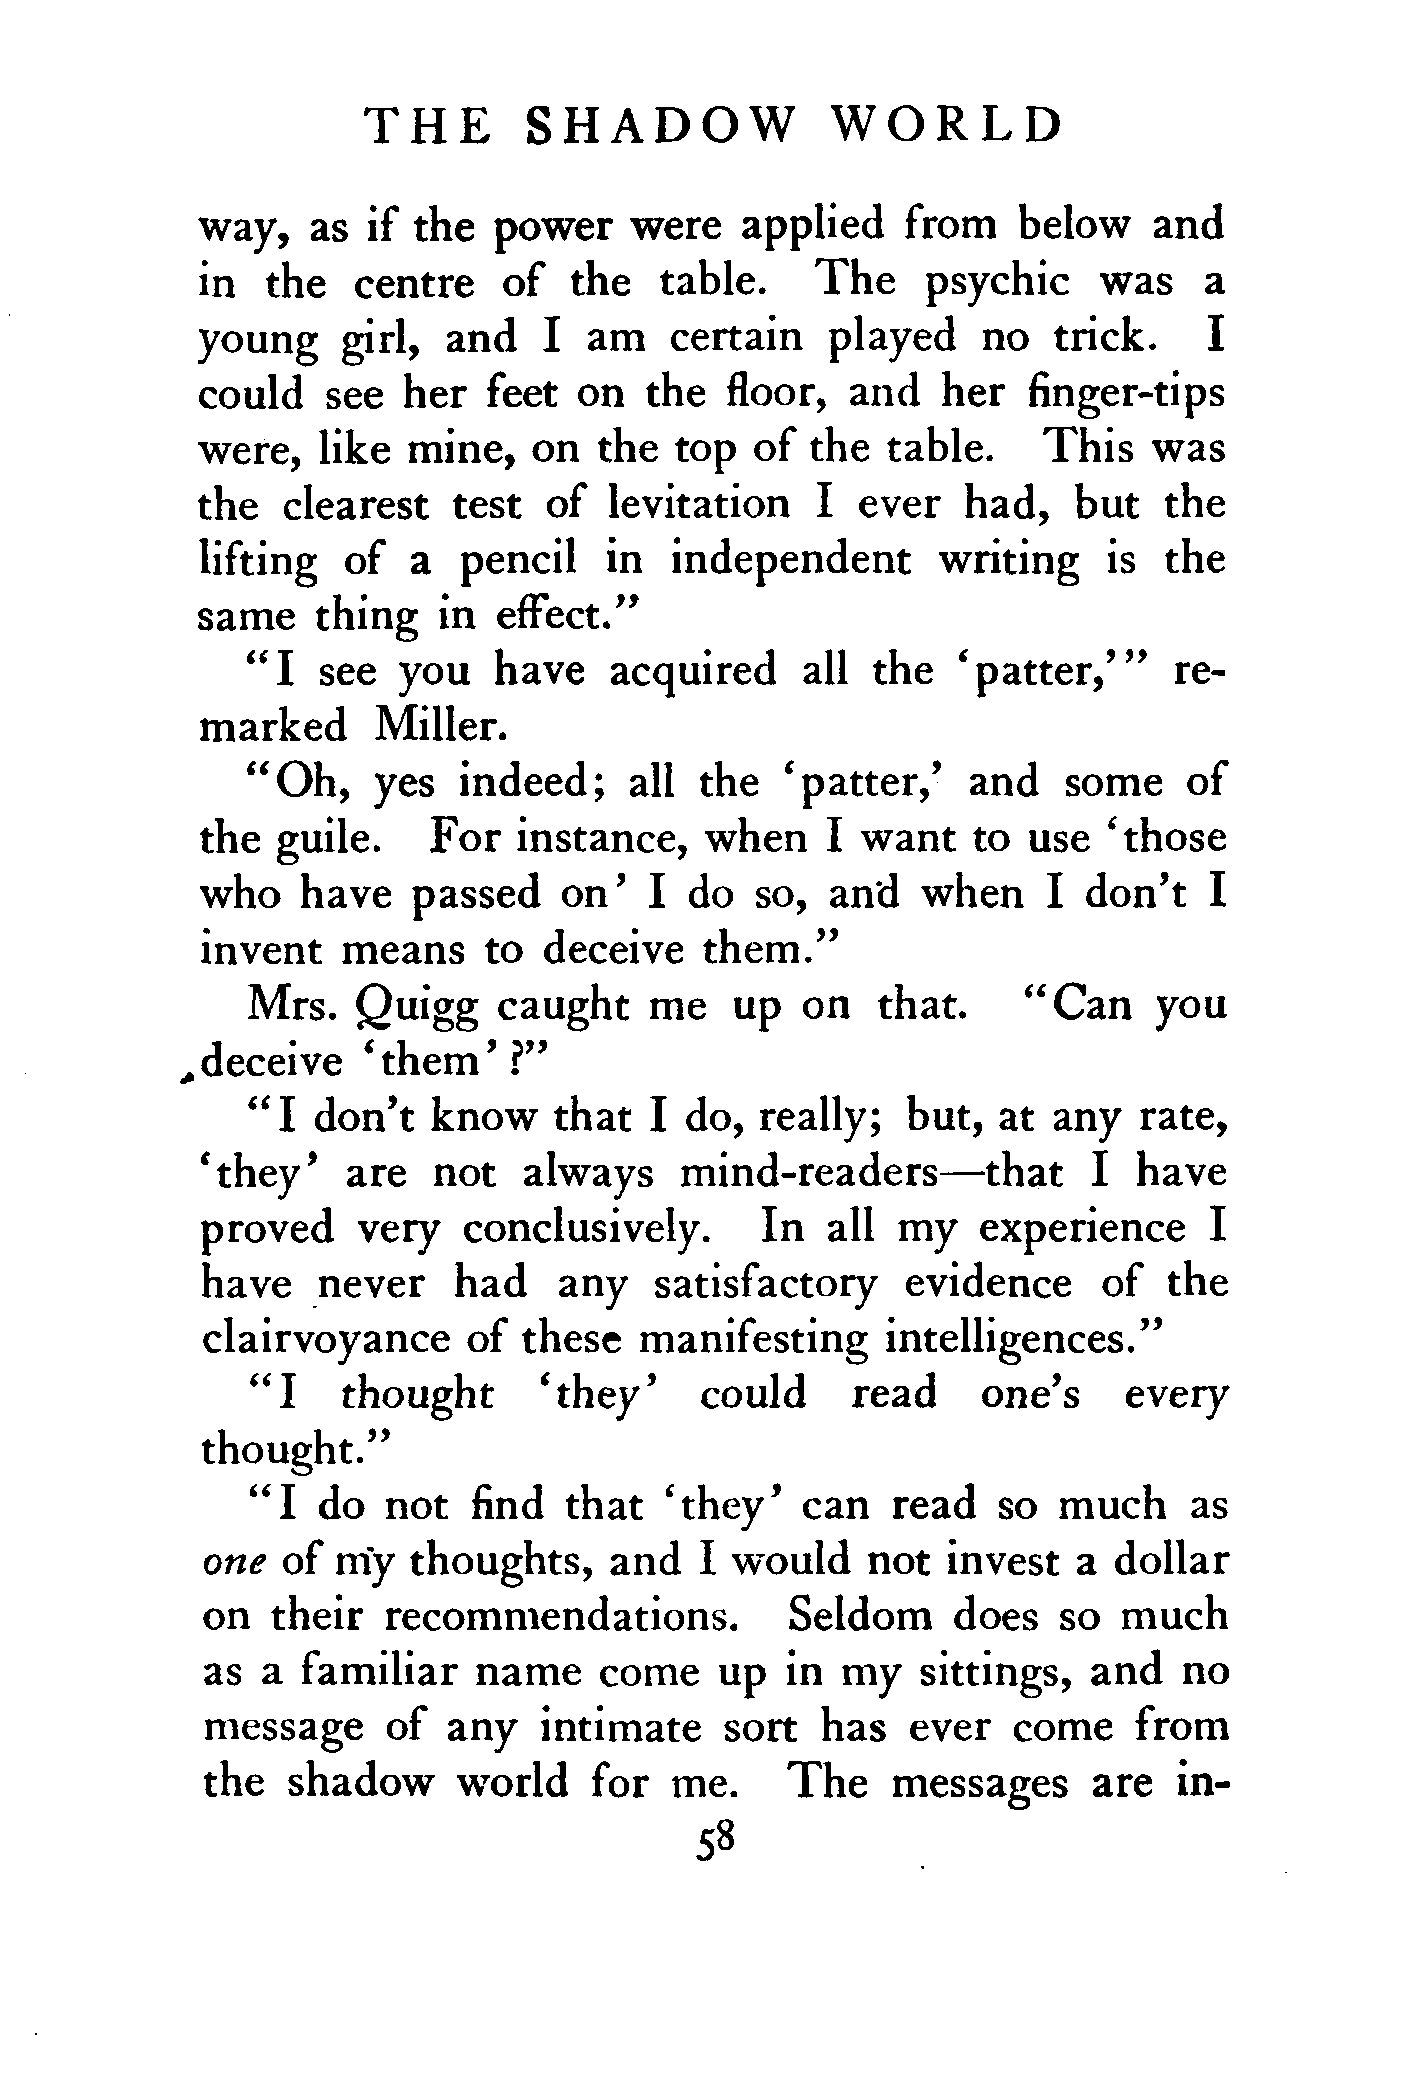 THE SHADOW WORLD
way, as if the power were applied from below and
in the centre of the table. The psychic was a
young girl, and I am certain played no trick. I
could see her feet on the floor, and her finger-tips
were, like mine, on the top of the table. This was
the clearest test of levitation I ever had, but the
lifting of a pencil in independent writing is the
same thing in effect."
"I see you have acquired all the 'patter,'" re-
marked Miller.
"Oh, yes indeed; all the 'patter,' and some of
the guile. For instance, when I want to use 'those
who have passed on' I do so, and when I don't I
invent means to deceive them."
Mrs. Quigg caught me up on that. "Can you
deceive 'them'?"
"I don't know that I do, really; but, at any rate,
'they' are not always mind-readers—that I have
proved very conclusively. In all my experience I
have never had any satisfactory evidence of the
clairvoyance of these manifesting intelligences."
"I thought 'they' could read one's every
thought."
"I do not find that 'they' can read so much as
one of my thoughts, and I would not invest a dollar
on their recommendations. Seldom does so much
as a familiar name come up in my sittings, and no
message of any intimate sort has ever come from
the shadow world for me. The messages are in-
58